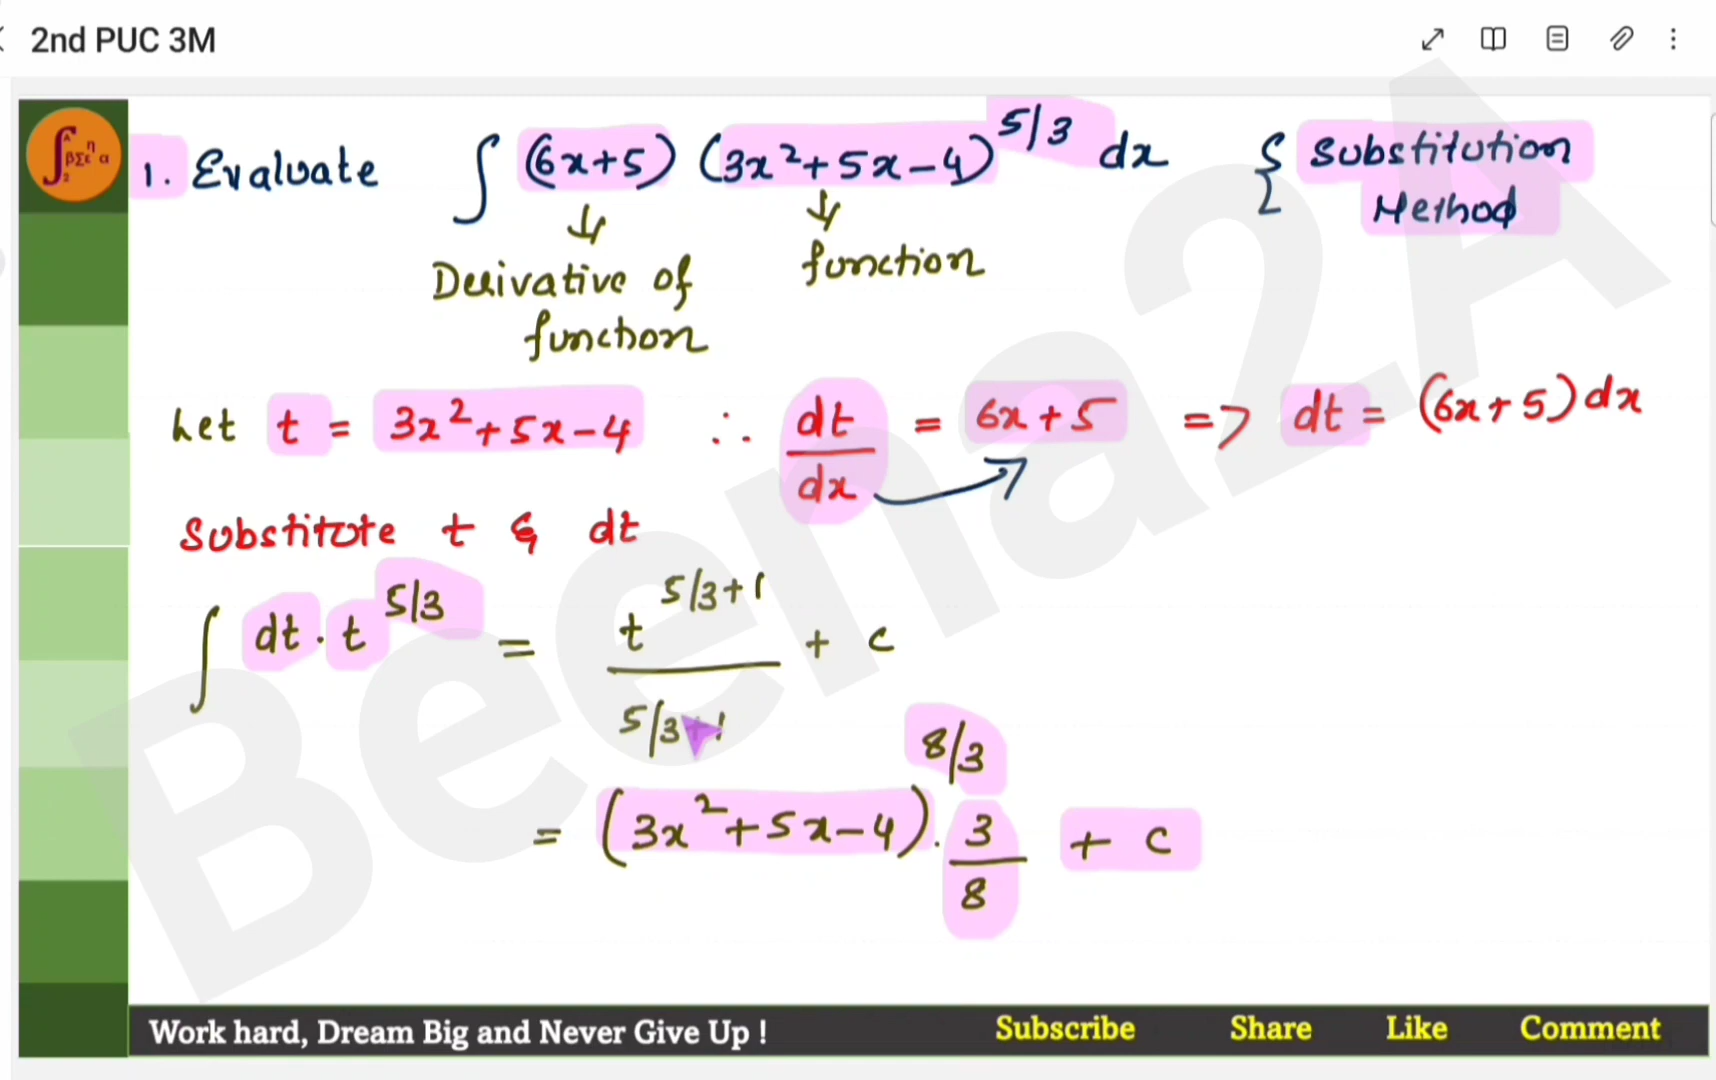 2nd PUC 3M
1. Evaluate ∫ (6x+5) (3x²+5x-4)^5/3 dx { Substitution Method
Derivative of function
function
Let t = 3x²+5x-4 ∴ dt/dx = 6x+5 => dt = (6x+5)dx
Substitute t & dt
∫ dt · t^5/3 = t^5/3+1 / 5/3+1 + c
= (3x²+5x-4)^8/3 · 3/8 + c
Beena2A
Work hard, Dream Big and Never Give Up ! Subscribe Share Like Comment